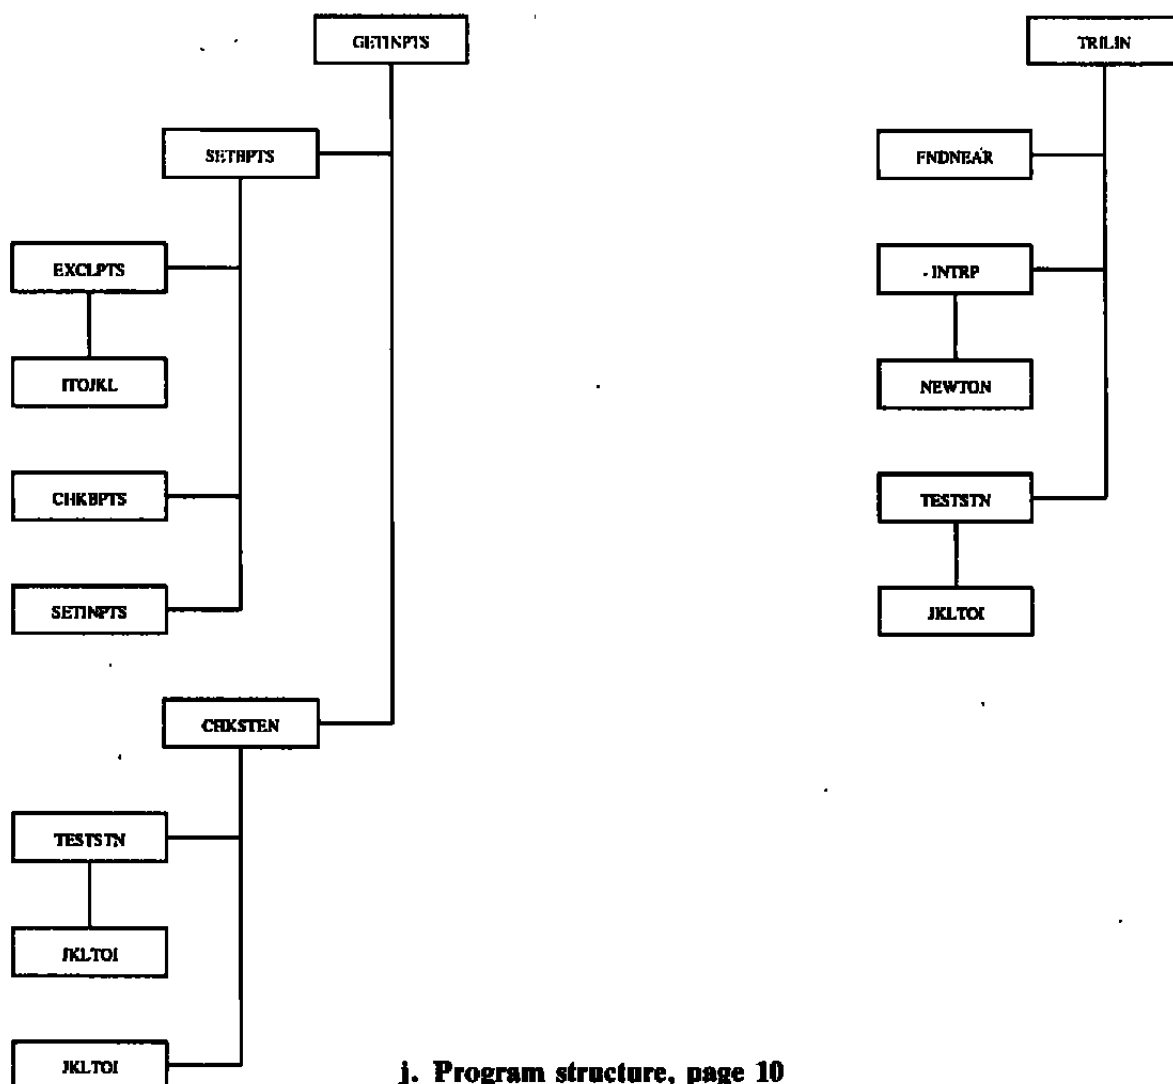 GETINPTS
TRILIN
SETBPTS
FNDNEAR
EXCLPTS
INTRP
ITOJKL
NEWTON
CHKBPTS
TESTSTN
SETINPTS
JKLTOI
CHKSTEN
TESTSTN
JKLTOI
JKLTOI
j. Program structure, page 10